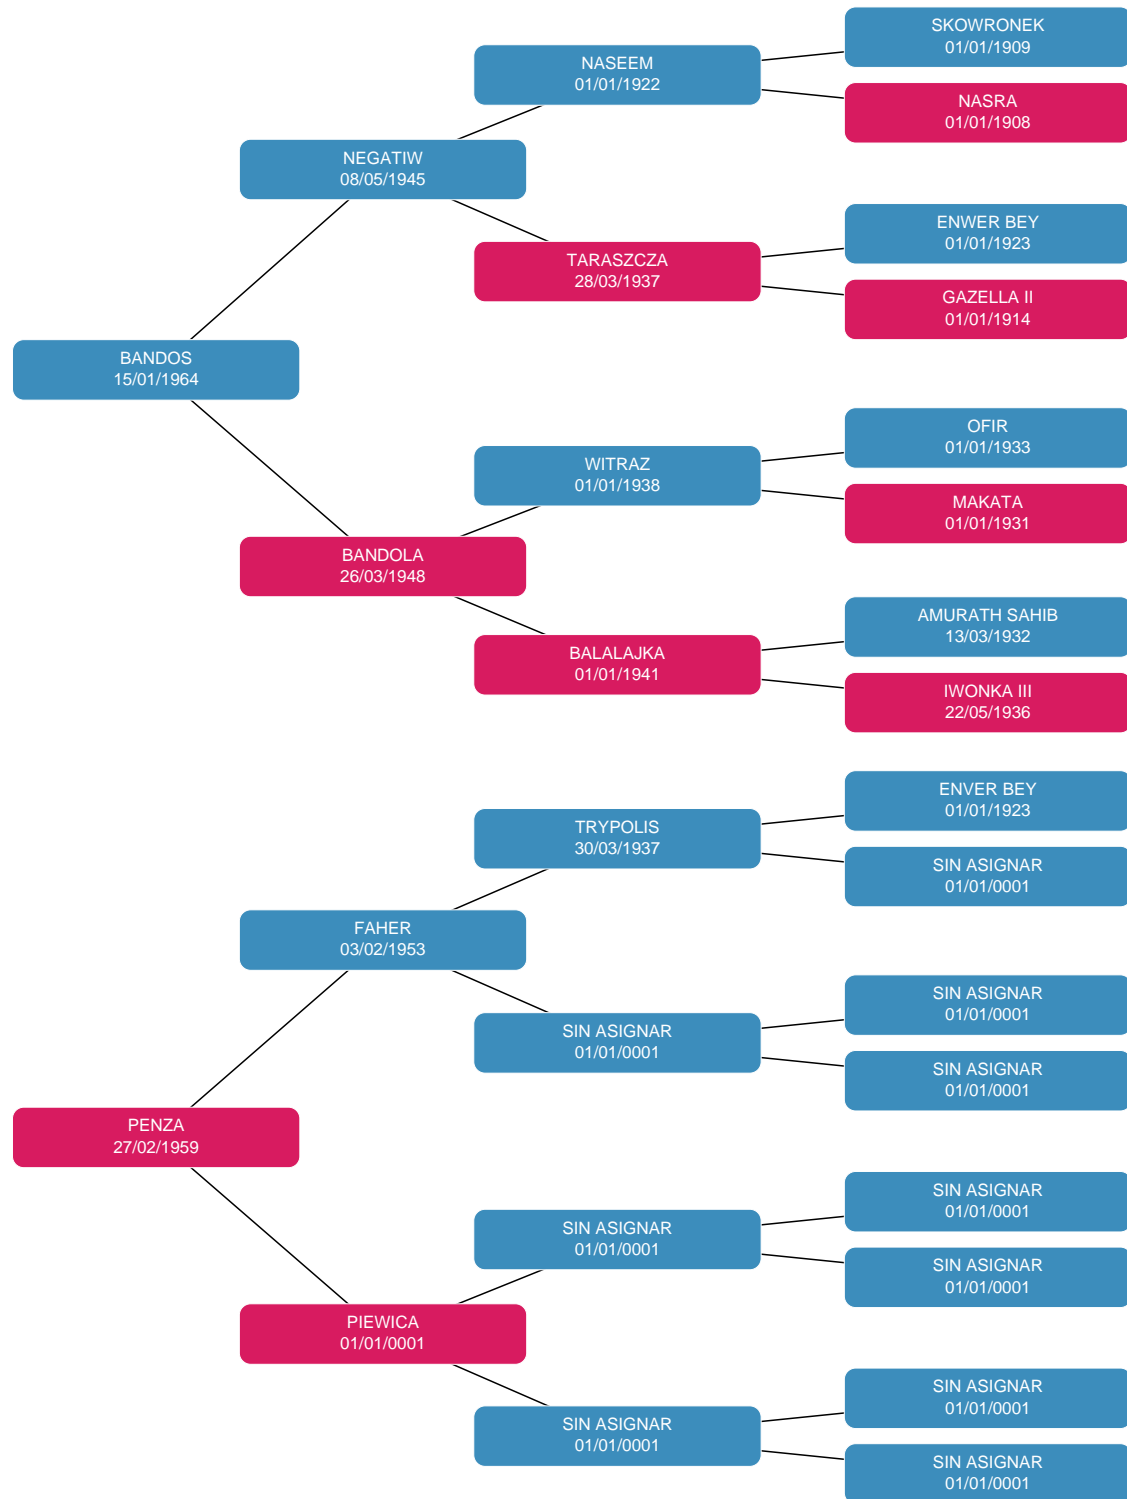 SKOWRONEK
01/01/1909
NASEEM
01/01/1922
NASRA
01/01/1908
NEGATIW
08/05/1945
ENWER BEY
01/01/1923
TARASZCZA
28/03/1937
GAZELLA II
01/01/1914
BANDOS
15/01/1964
OFIR
01/01/1933
WITRAZ
01/01/1938
MAKATA
01/01/1931
BANDOLA
26/03/1948
AMURATH SAHIB
13/03/1932
BALALAJKA
01/01/1941
IWONKA III
22/05/1936
ENVER BEY
01/01/1923
TRYPOLIS
30/03/1937
SIN ASIGNAR
01/01/0001
FAHER
03/02/1953
SIN ASIGNAR
01/01/0001
SIN ASIGNAR
01/01/0001
SIN ASIGNAR
01/01/0001
PENZA
27/02/1959
SIN ASIGNAR
01/01/0001
SIN ASIGNAR
01/01/0001
SIN ASIGNAR
01/01/0001
PIEWICA
01/01/0001
SIN ASIGNAR
01/01/0001
SIN ASIGNAR
01/01/0001
SIN ASIGNAR
01/01/0001